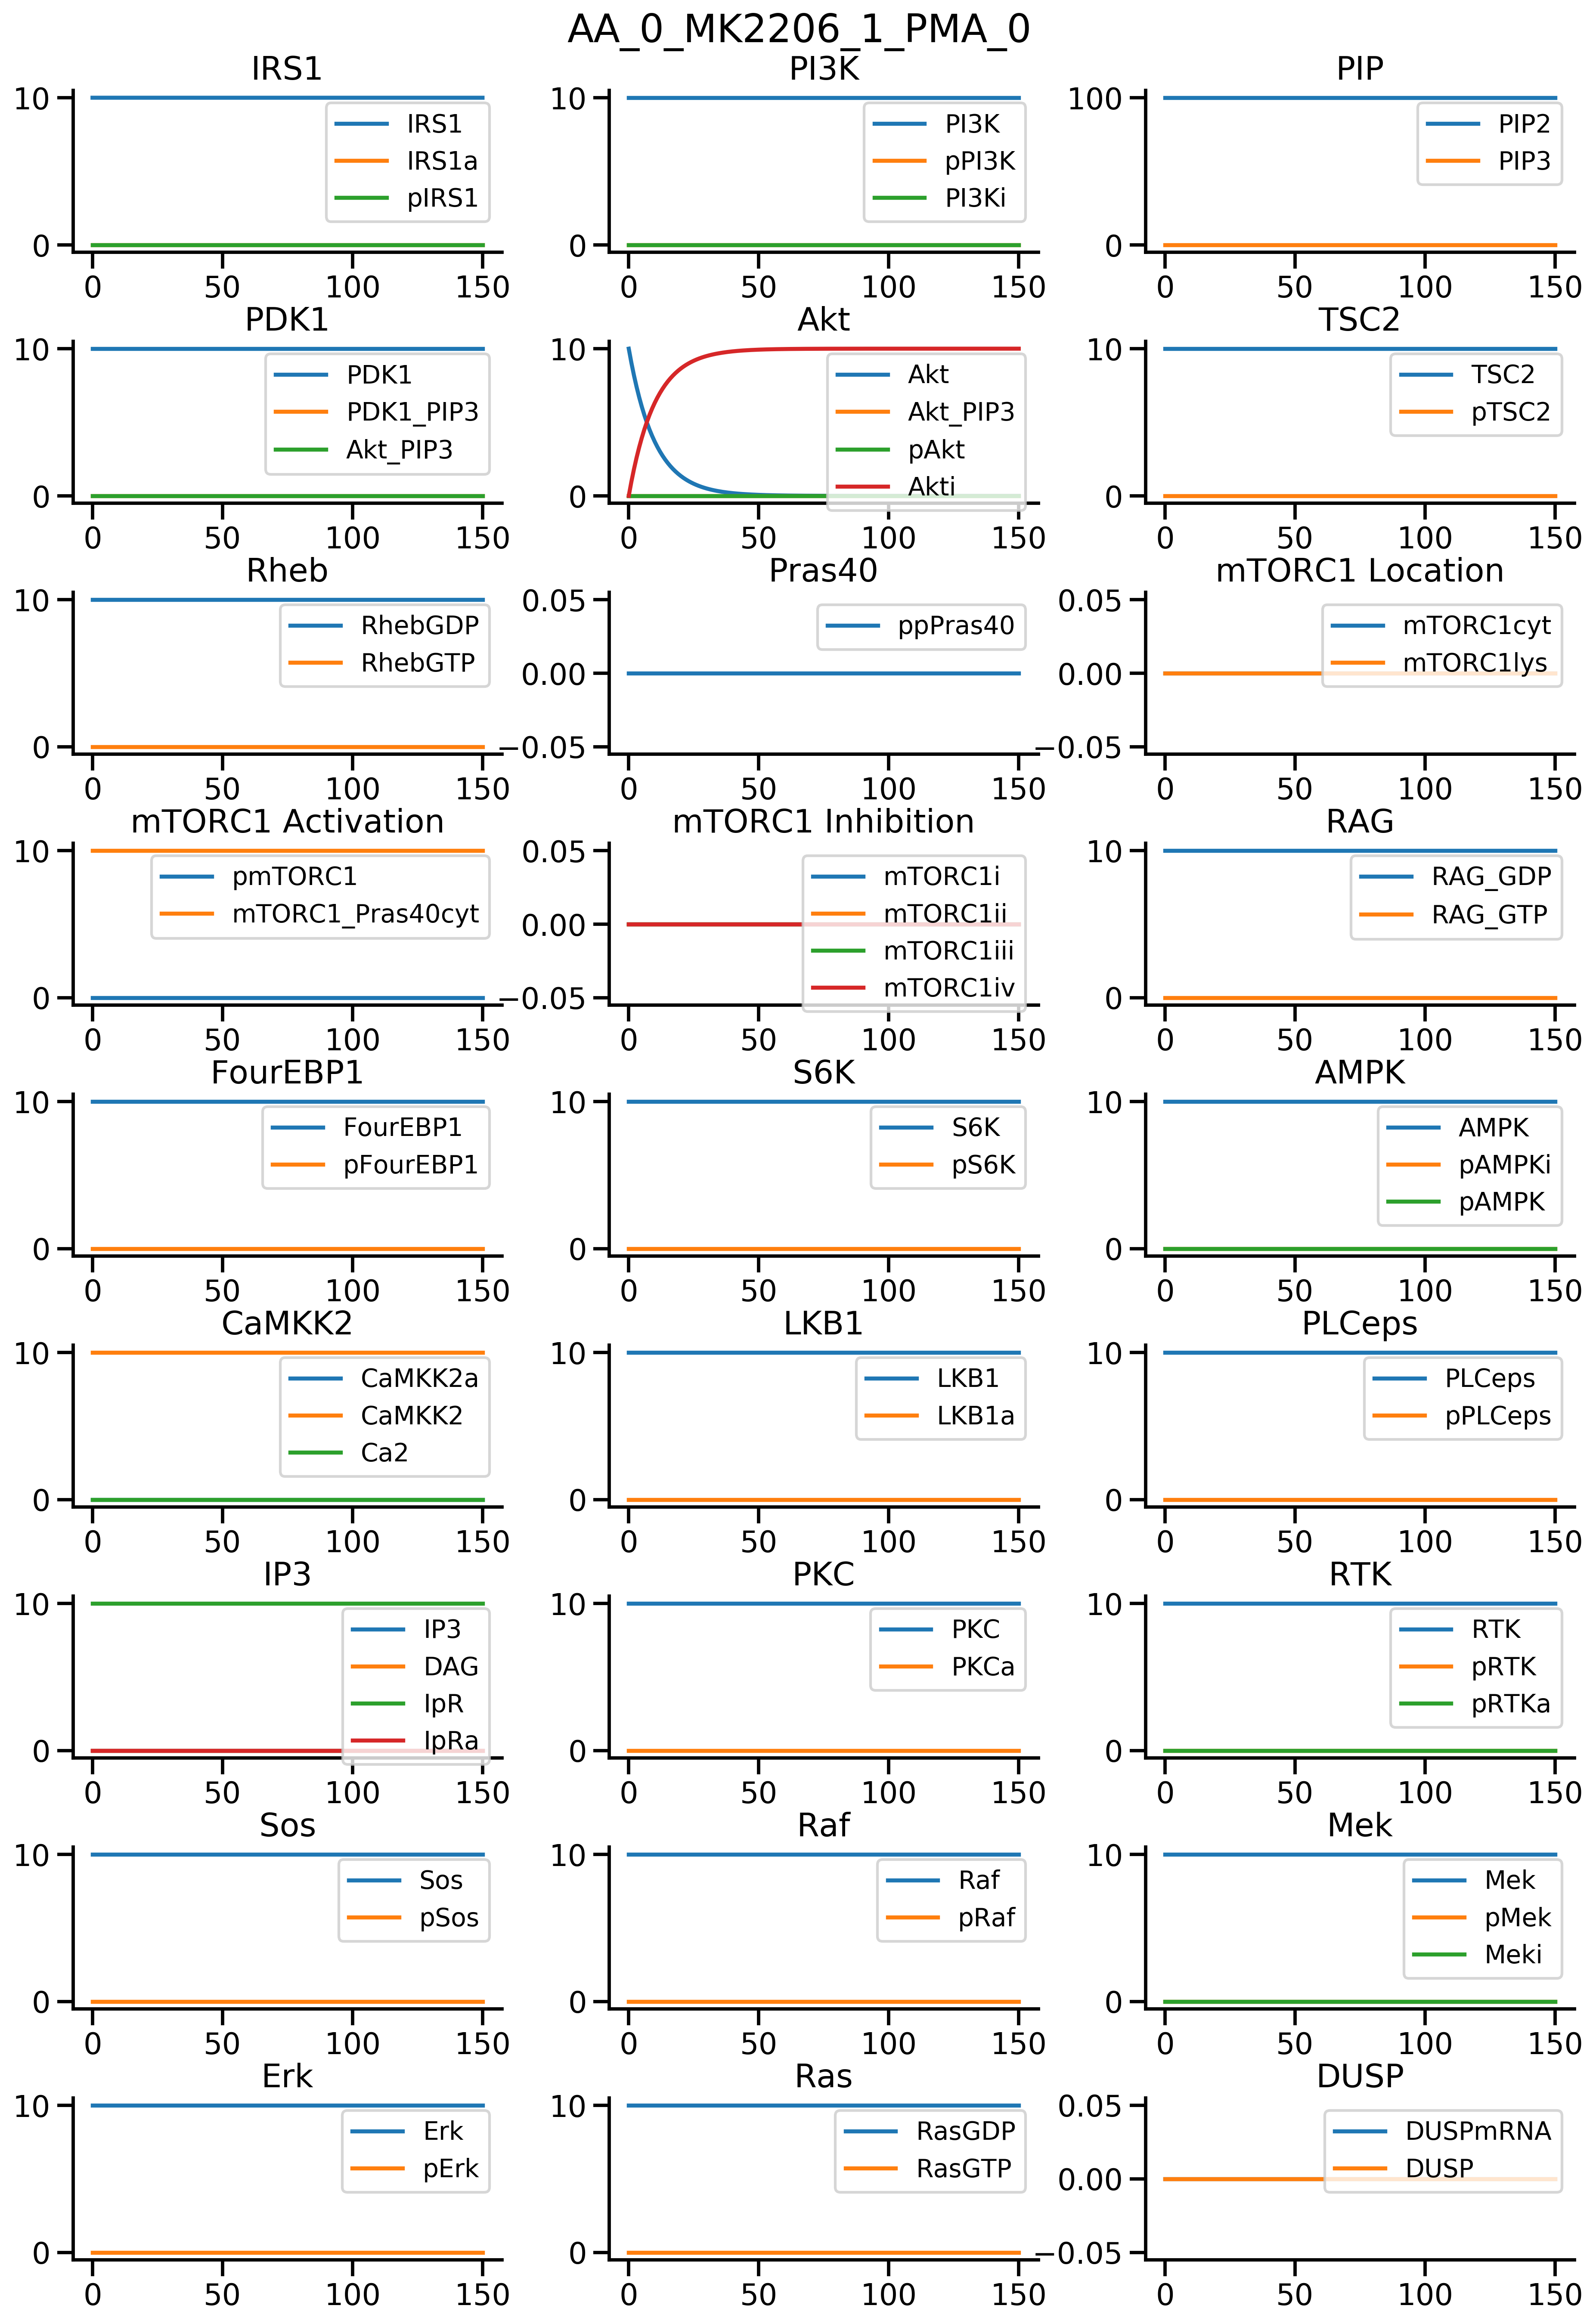 AA_0_MK2206_1_PMA_0
IRS1
10
0
0 50 100 150
IRS1
IRS1a
pIRS1
PI3K
10
0
0 50 100 150
PI3K
pPI3K
PI3Ki
PIP
100
0
0 50 100 150
PIP2
PIP3
PDK1
10
0
0 50 100 150
PDK1
PDK1_PIP3
Akt_PIP3
Akt
10
0
0 50 100 150
Akt
Akt_PIP3
pAkt
Akti
TSC2
10
0
0 50 100 150
TSC2
pTSC2
Rheb
10
0
0 50 100 150
RhebGDP
RhebGTP
Pras40
0.05
0.00
−0.05
0 50 100 150
ppPras40
mTORC1 Location
0.05
0.00
−0.05
0 50 100 150
mTORC1cyt
mTORC1lys
mTORC1 Activation
10
0
0 50 100 150
pmTORC1
mTORC1_Pras40cyt
mTORC1 Inhibition
0.05
0.00
−0.05
0 50 100 150
mTORC1i
mTORC1ii
mTORC1iii
mTORC1iv
RAG
10
0
0 50 100 150
RAG_GDP
RAG_GTP
FourEBP1
10
0
0 50 100 150
FourEBP1
pFourEBP1
S6K
10
0
0 50 100 150
S6K
pS6K
AMPK
10
0
0 50 100 150
AMPK
pAMPKi
pAMPK
CaMKK2
10
0
0 50 100 150
CaMKK2a
CaMKK2
Ca2
LKB1
10
0
0 50 100 150
LKB1
LKB1a
PLCeps
10
0
0 50 100 150
PLCeps
pPLCeps
IP3
10
0
0 50 100 150
IP3
DAG
IpR
IpRa
PKC
10
0
0 50 100 150
PKC
PKCa
RTK
10
0
0 50 100 150
RTK
pRTK
pRTKa
Sos
10
0
0 50 100 150
Sos
pSos
Raf
10
0
0 50 100 150
Raf
pRaf
Mek
10
0
0 50 100 150
Mek
pMek
Meki
Erk
10
0
0 50 100 150
Erk
pErk
Ras
10
0
0 50 100 150
RasGDP
RasGTP
DUSP
0.05
0.00
−0.05
0 50 100 150
DUSPmRNA
DUSP